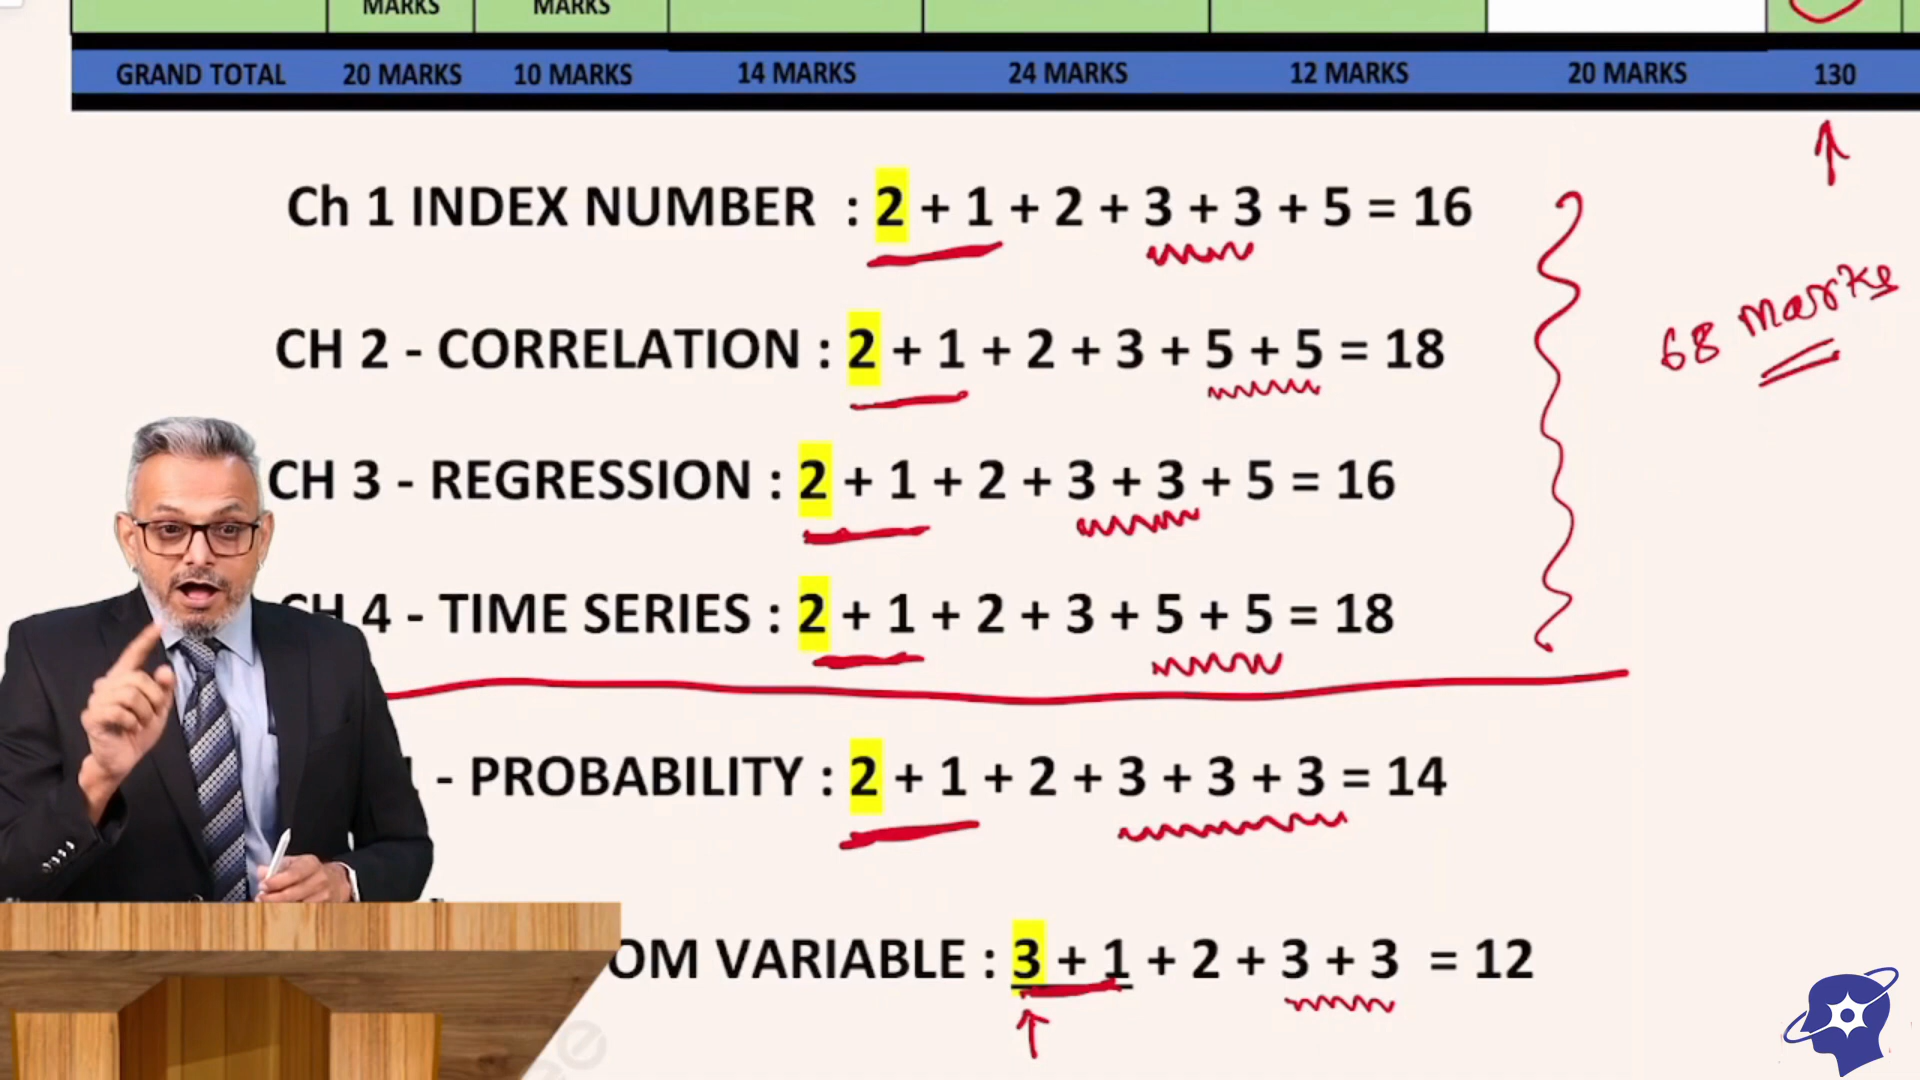 MARKS MARKS
GRAND TOTAL 20 MARKS 10 MARKS 14 MARKS 24 MARKS 12 MARKS 20 MARKS 130
Ch 1 INDEX NUMBER : 2 + 1 + 2 + 3 + 3 + 5 = 16
68 marks
CH 2 - CORRELATION : 2 + 1 + 2 + 3 + 5 + 5 = 18
CH 3 - REGRESSION : 2 + 1 + 2 + 3 + 3 + 5 = 16
CH 4 - TIME SERIES : 2 + 1 + 2 + 3 + 5 + 5 = 18
- PROBABILITY : 2 + 1 + 2 + 3 + 3 + 3 = 14
OM VARIABLE : 3 + 1 + 2 + 3 + 3 = 12